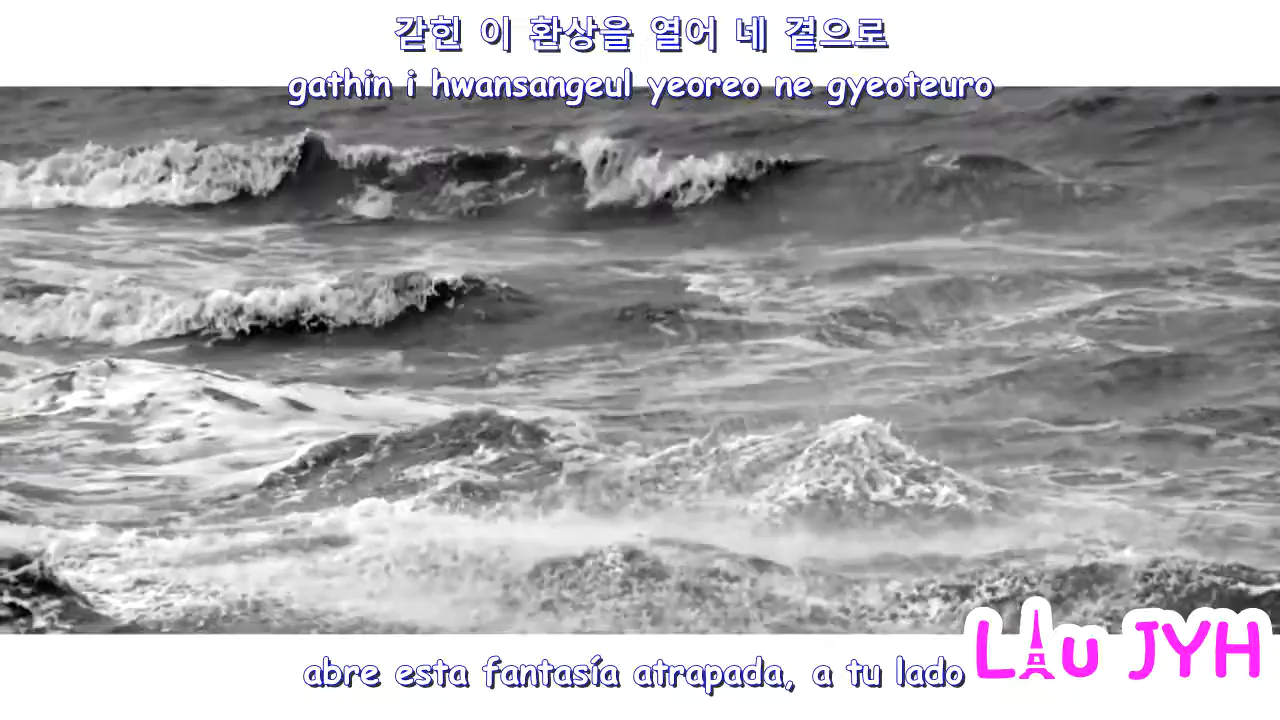 갇힌 이 환상을 열어 네 곁으로
gathin i hwansangeul yeoreo ne gyeoteuro
abre esta fantasía atrapada, a tu lado
LAu JYH